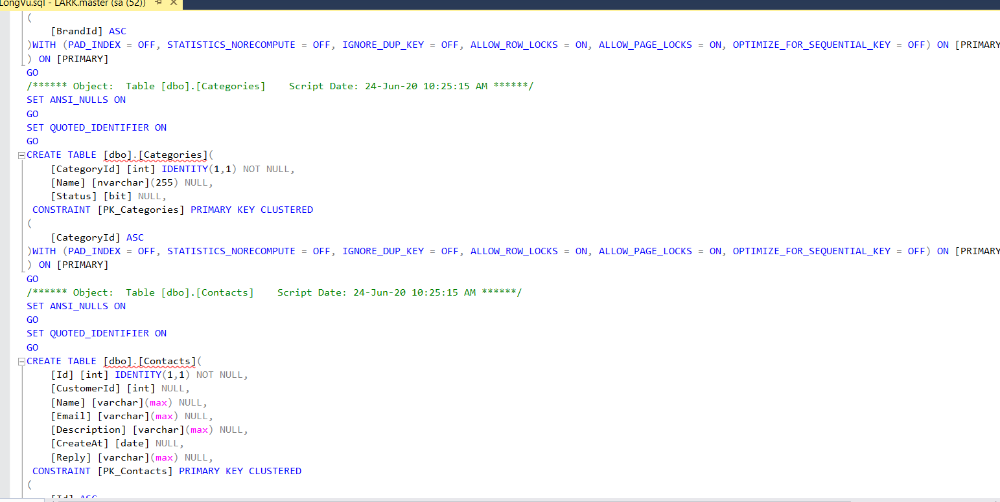 LongVu.sql - LARK.master (sa (52))
(
[BrandId] ASC
)WITH (PAD_INDEX = OFF, STATISTICS_NORECOMPUTE = OFF, IGNORE_DUP_KEY = OFF, ALLOW_ROW_LOCKS = ON, ALLOW_PAGE_LOCKS = ON, OPTIMIZE_FOR_SEQUENTIAL_KEY = OFF) ON [PRIMARY
) ON [PRIMARY]
GO
/****** Object:  Table [dbo].[Categories]    Script Date: 24-Jun-20 10:25:15 AM ******/
SET ANSI_NULLS ON
GO
SET QUOTED_IDENTIFIER ON
GO
CREATE TABLE [dbo].[Categories](
[CategoryId] [int] IDENTITY(1,1) NOT NULL,
[Name] [nvarchar](255) NULL,
[Status] [bit] NULL,
CONSTRAINT [PK_Categories] PRIMARY KEY CLUSTERED
(
[CategoryId] ASC
)WITH (PAD_INDEX = OFF, STATISTICS_NORECOMPUTE = OFF, IGNORE_DUP_KEY = OFF, ALLOW_ROW_LOCKS = ON, ALLOW_PAGE_LOCKS = ON, OPTIMIZE_FOR_SEQUENTIAL_KEY = OFF) ON [PRIMARY
) ON [PRIMARY]
GO
/****** Object:  Table [dbo].[Contacts]    Script Date: 24-Jun-20 10:25:15 AM ******/
SET ANSI_NULLS ON
GO
SET QUOTED_IDENTIFIER ON
GO
CREATE TABLE [dbo].[Contacts](
[Id] [int] IDENTITY(1,1) NOT NULL,
[CustomerId] [int] NULL,
[Name] [varchar](max) NULL,
[Email] [varchar](max) NULL,
[Description] [varchar](max) NULL,
[CreateAt] [date] NULL,
[Reply] [varchar](max) NULL,
CONSTRAINT [PK_Contacts] PRIMARY KEY CLUSTERED
(
[Id] ASC